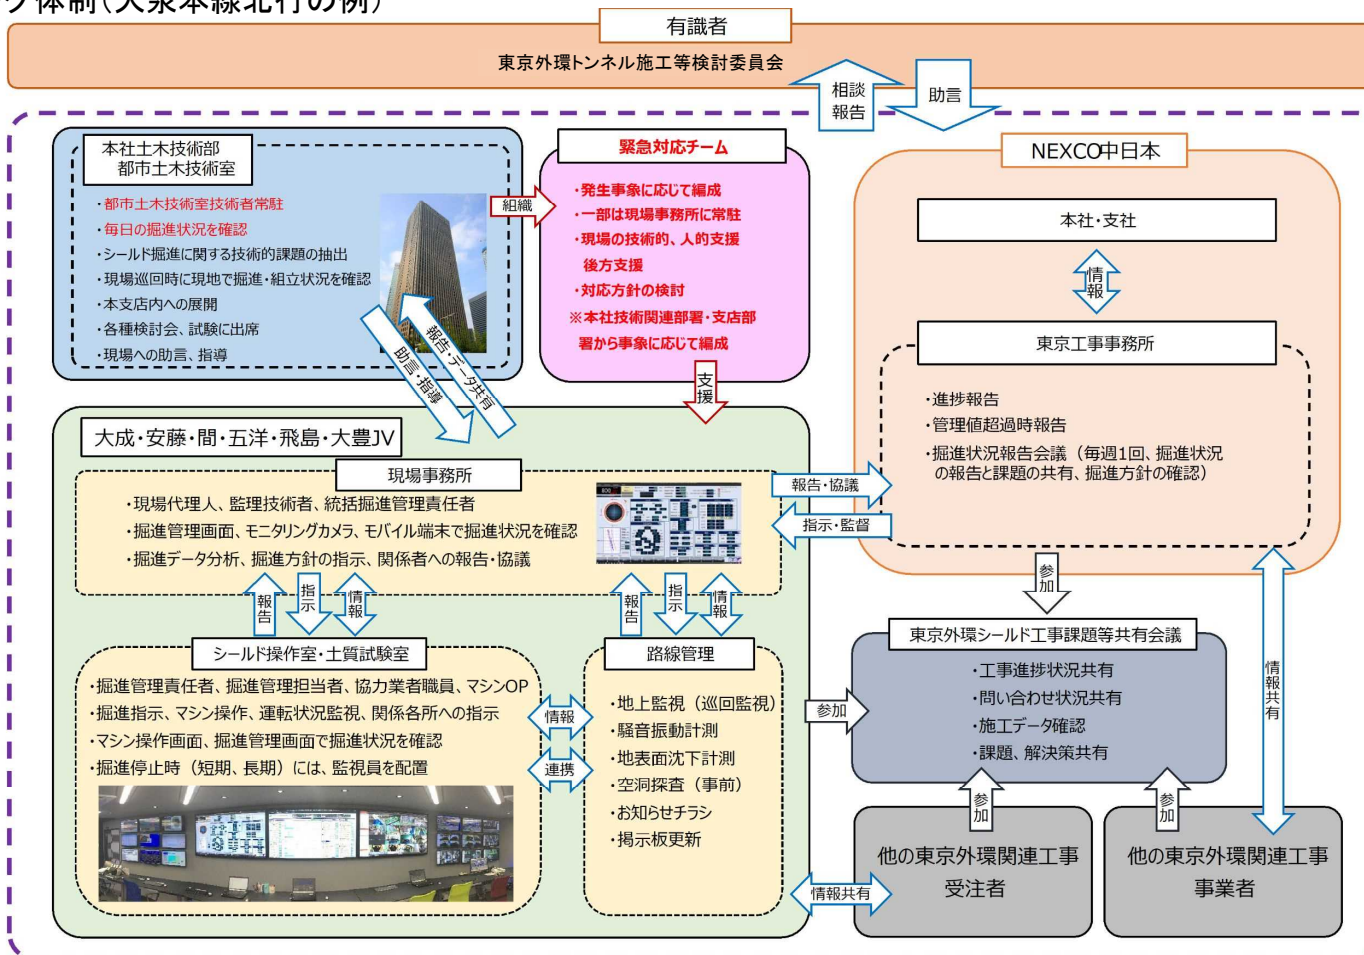 ク体制(大泉本線北行の例)
有識者
東京外環トンネル施工等検討委員会
相談
報告
助言
本社土木技術部
都市土木技術室
・都市土木技術室技術者常駐
・毎日の掘進状況を確認
・シールド掘進に関する技術的課題の抽出
・現場巡回時に現地で掘進・組立状況を確認
・本支店内への展開
・各種検討会、試験に出席
・現場への助言、指導
組織
緊急対応チーム
・発生事象に応じて編成
・一部は現場事務所に常駐
・現場の技術的、人的支援
後方支援
・対応方針の検討
※本社技術関連部署・支店部
署から事象に応じて編成
支援
報告・データ共有
助言・指導
NEXCO中日本
本社・支社
情報
東京工事事務所
・進捗報告
・管理値超過時報告
・掘進状況報告会議（毎週1回、掘進状況
の報告と課題の共有、掘進方針の確認）
大成・安藤・間・五洋・飛島・大豊JV
現場事務所
・現場代理人、監理技術者、統括掘進管理責任者
・掘進管理画面、モニタリングカメラ、モバイル端末で掘進状況を確認
・掘進データ分析、掘進方針の指示、関係者への報告・協議
報告・協議
指示・監督
報告
指示
情報
報告
指示
情報
シールド操作室・土質試験室
・掘進管理責任者、掘進管理担当者、協力業者職員、マシンOP
・掘進指示、マシン操作、運転状況監視、関係各所への指示
・マシン操作画面、掘進管理画面で掘進状況を確認
・掘進停止時（短期、長期）には、監視員を配置
情報
連携
路線管理
・地上監視（巡回監視）
・騒音振動計測
・地表面沈下計測
・空洞探査（事前）
・お知らせチラシ
・掲示板更新
参加
参加
東京外環シールド工事課題等共有会議
・工事進捗状況共有
・問い合わせ状況共有
・施工データ確認
・課題、解決策共有
情報共有
参加
参加
情報共有
他の東京外環関連工事
受注者
他の東京外環関連工事
事業者